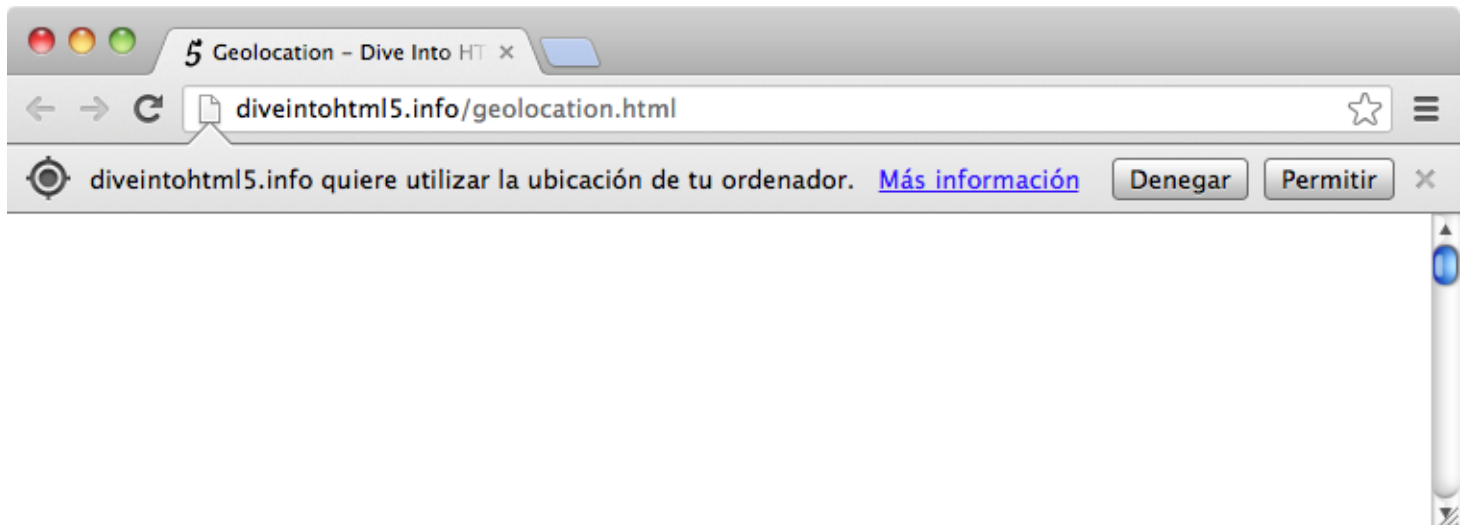 5 Geolocation – Dive Into HT
diveintohtml5.info/geolocation.html
diveintohtml5.info quiere utilizar la ubicación de tu ordenador. Más información Denegar Permitir